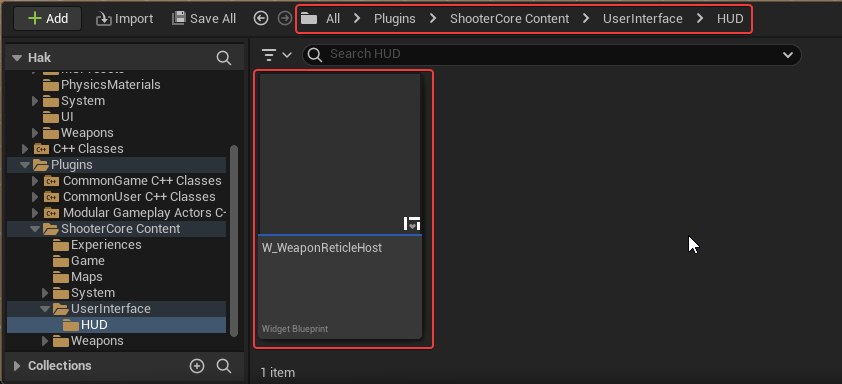 Add Import Save All All Plugins ShooterCore Content UserInterface HUD
Hak
PhysicsMaterials
System
UI
Weapons
C++ Classes
Plugins
CommonGame C++ Classes
CommonUser C++ Classes
Modular Gameplay Actors C-
ShooterCore Content
Experiences
Game
Maps
System
UserInterface
HUD
Weapons
Collections
Search HUD
W_WeaponReticleHost
Widget Blueprint
1 item